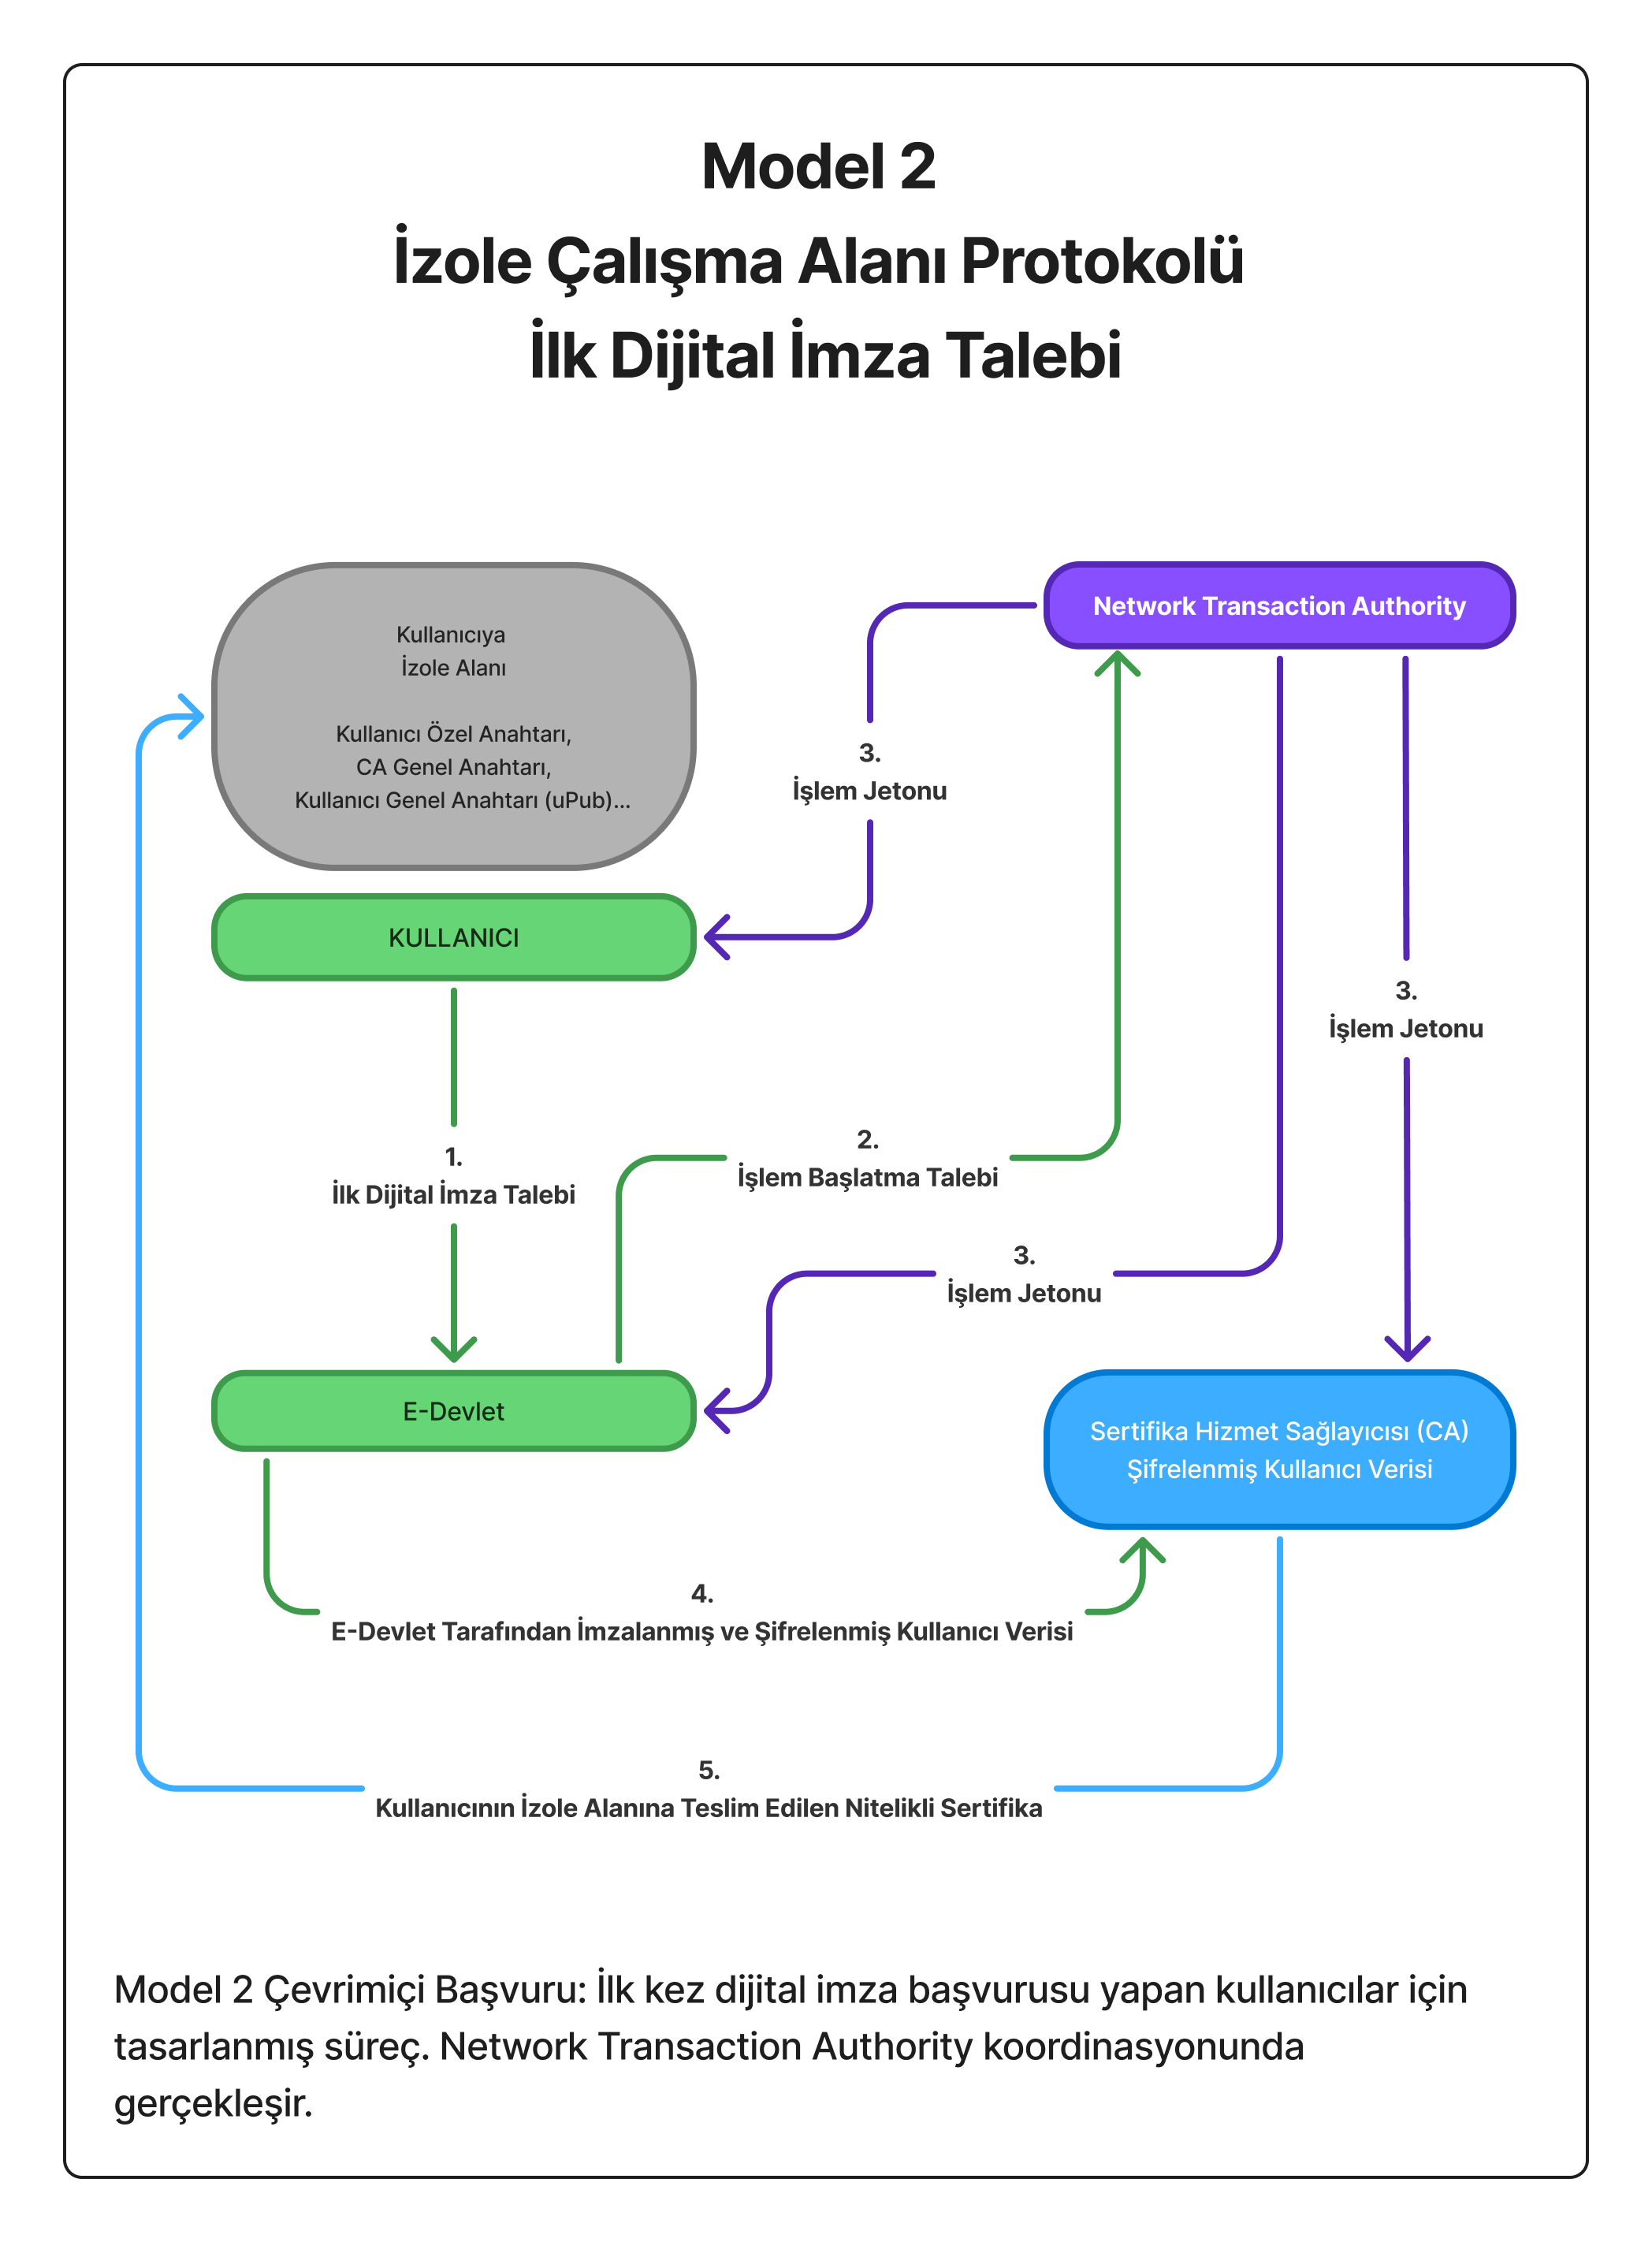 Model 2
İzole Çalışma Alanı Protokolü
İlk Dijital İmza Talebi
Kullanıcıya
İzole Alanı
Kullanıcı Özel Anahtarı,
CA Genel Anahtarı,
Kullanıcı Genel Anahtarı (uPub)...
Network Transaction Authority
3.
İşlem Jetonu
KULLANICI
3.
İşlem Jetonu
1.
İlk Dijital İmza Talebi
2.
İşlem Başlatma Talebi
3.
İşlem Jetonu
E-Devlet
Sertifika Hizmet Sağlayıcısı (CA)
Şifrelenmiş Kullanıcı Verisi
4.
E-Devlet Tarafından İmzalanmış ve Şifrelenmiş Kullanıcı Verisi
5.
Kullanıcının İzole Alanına Teslim Edilen Nitelikli Sertifika
Model 2 Çevrimiçi Başvuru: İlk kez dijital imza başvurusu yapan kullanıcılar için
tasarlanmış süreç. Network Transaction Authority koordinasyonunda
gerçekleşir.